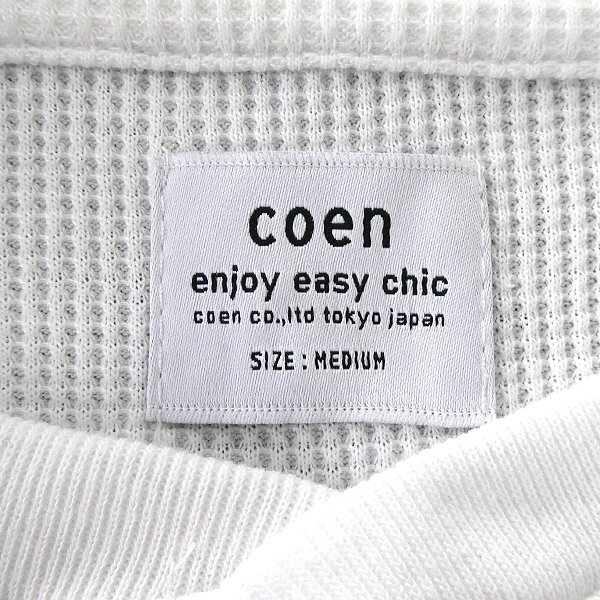 coen
enjoy easy chic
coen co.,ltd tokyo japan
SIZE : MEDIUM